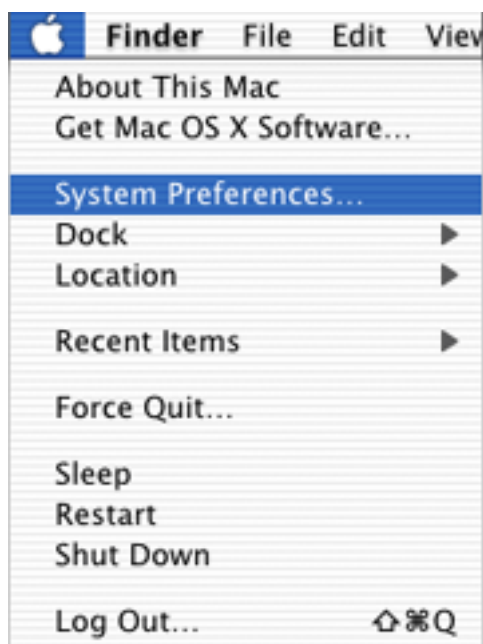 Finder File Edit View
About This Mac
Get Mac OS X Software...
System Preferences...
Dock
Location
Recent Items
Force Quit...
Sleep
Restart
Shut Down
Log Out... ⇧⌘Q